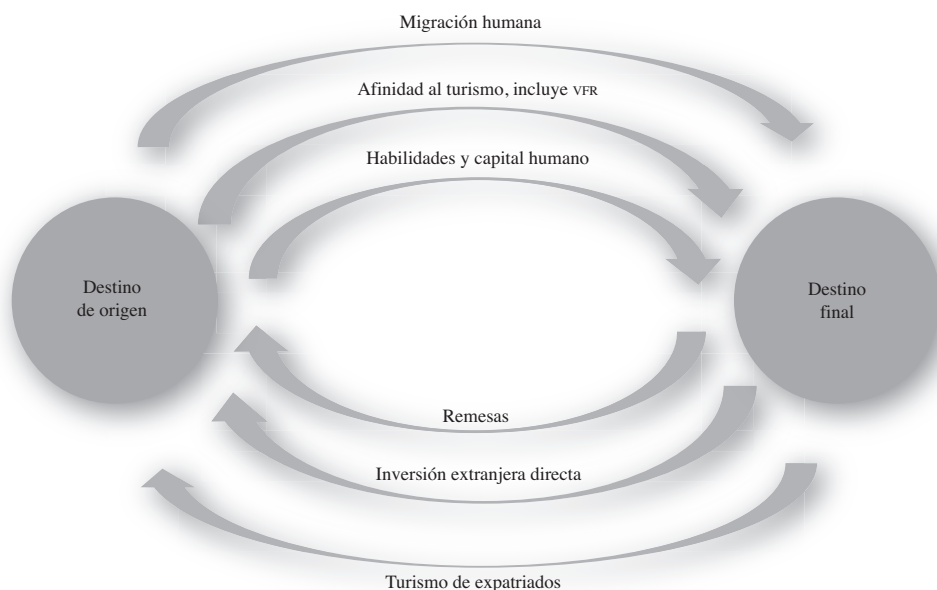 Migración humana
Afinidad al turismo, incluye VFR
Habilidades y capital humano
Destino
de origen
Destino
final
Remesas
Inversión extranjera directa
Turismo de expatriados